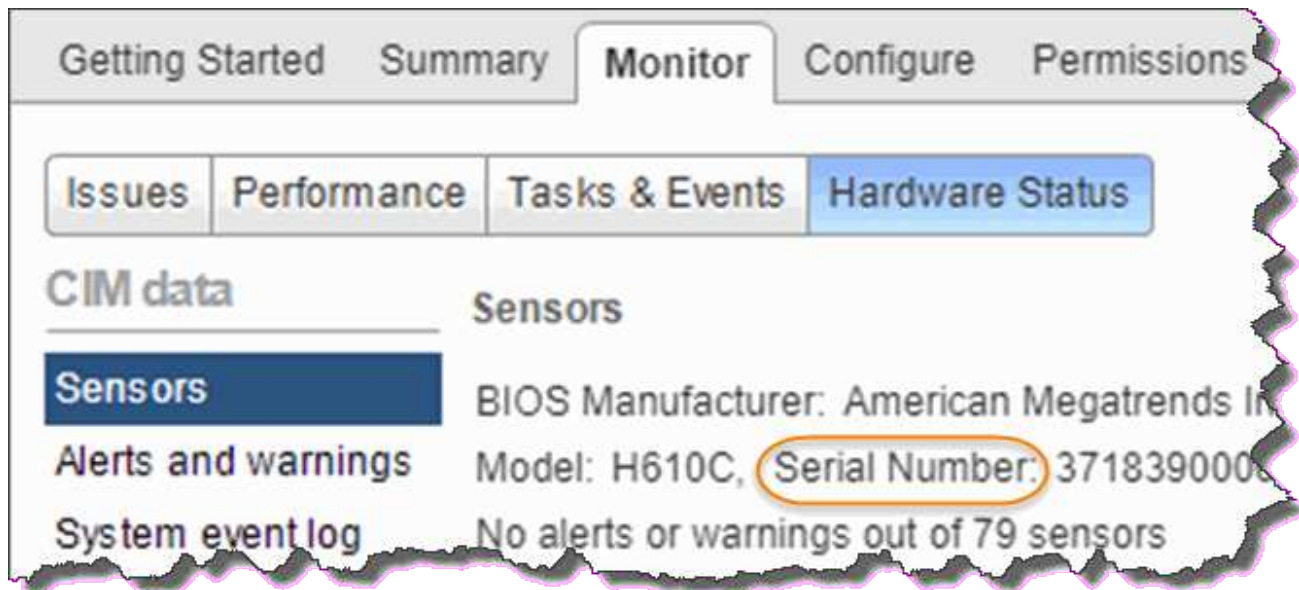 Getting Started Summary Monitor Configure Permissions
Issues Performance Tasks & Events Hardware Status
CIM data
Sensors
Sensors
Alerts and warnings
System event log
BIOS Manufacturer: American Megatrends
Model: H610C, Serial Number:
No alerts or warnings out of 79 sensors